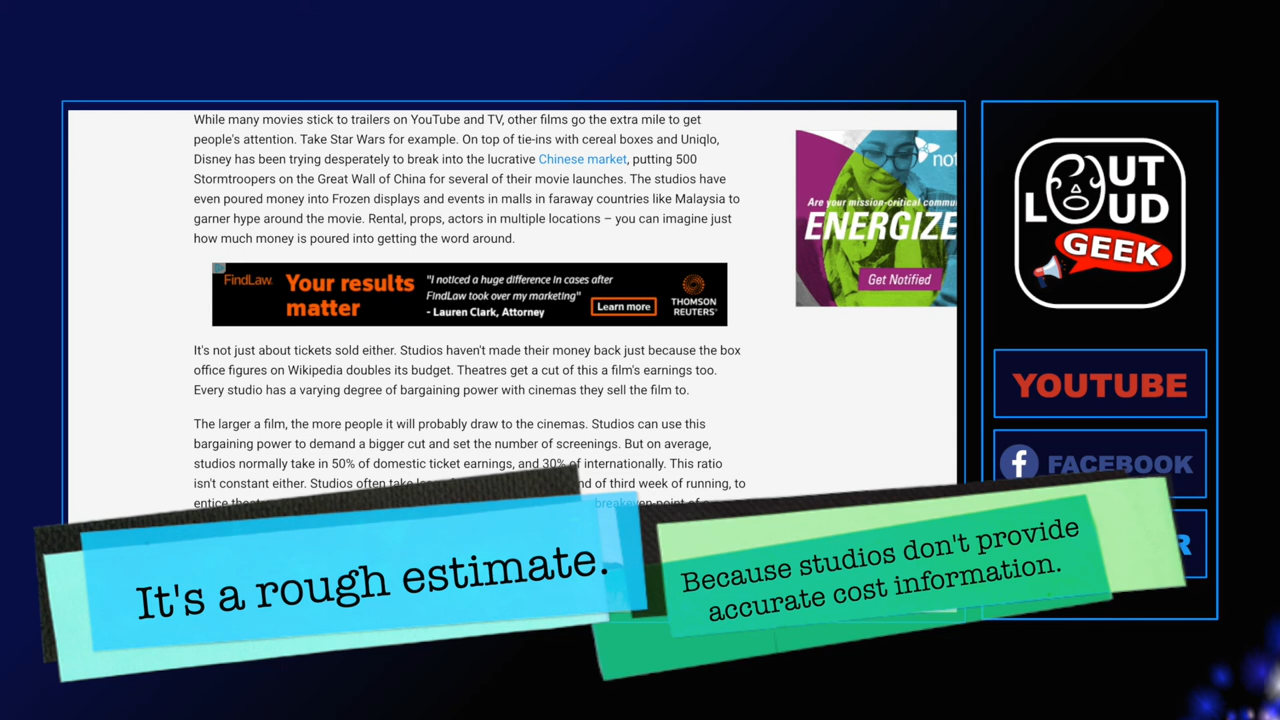 While many movies stick to trailers on YouTube and TV, other films go the extra mile to get
people's attention. Take Star Wars for example. On top of tie-ins with cereal boxes and Uniqlo,
Disney has been trying desperately to break into the lucrative Chinese market, putting 500
Stormtroopers on the Great Wall of China for several of their movie launches. The studios have
even poured money into Frozen displays and events in malls in faraway countries like Malaysia to
garner hype around the movie. Rental, props, actors in multiple locations – you can imagine just
how much money is poured into getting the word around.
FindLaw.
Your results
matter
"I noticed a huge difference in cases after
FindLaw took over my marketing"
- Lauren Clark, Attorney
Learn more
THOMSON
REUTERS
It's not just about tickets sold either. Studios haven't made their money back just because the box
office figures on Wikipedia doubles its budget. Theatres get a cut of this a film's earnings too.
Every studio has a varying degree of bargaining power with cinemas they sell the film to.
The larger a film, the more people it will probably draw to the cinemas. Studios can use this
bargaining power to demand a bigger cut and set the number of screenings. But on average,
studios normally take in 50% of domestic ticket earnings, and 30% of internationally. This ratio
isn't constant either. Studios often take nd of third week of running, to
entice breakeven point of a
Are your mission-critical commu
ENERGIZE
Get Notified
OUT
LOUD
GEEK
YOUTUBE
FACEBOOK
R
It's a rough estimate.
Because studios don't provide
accurate cost information.